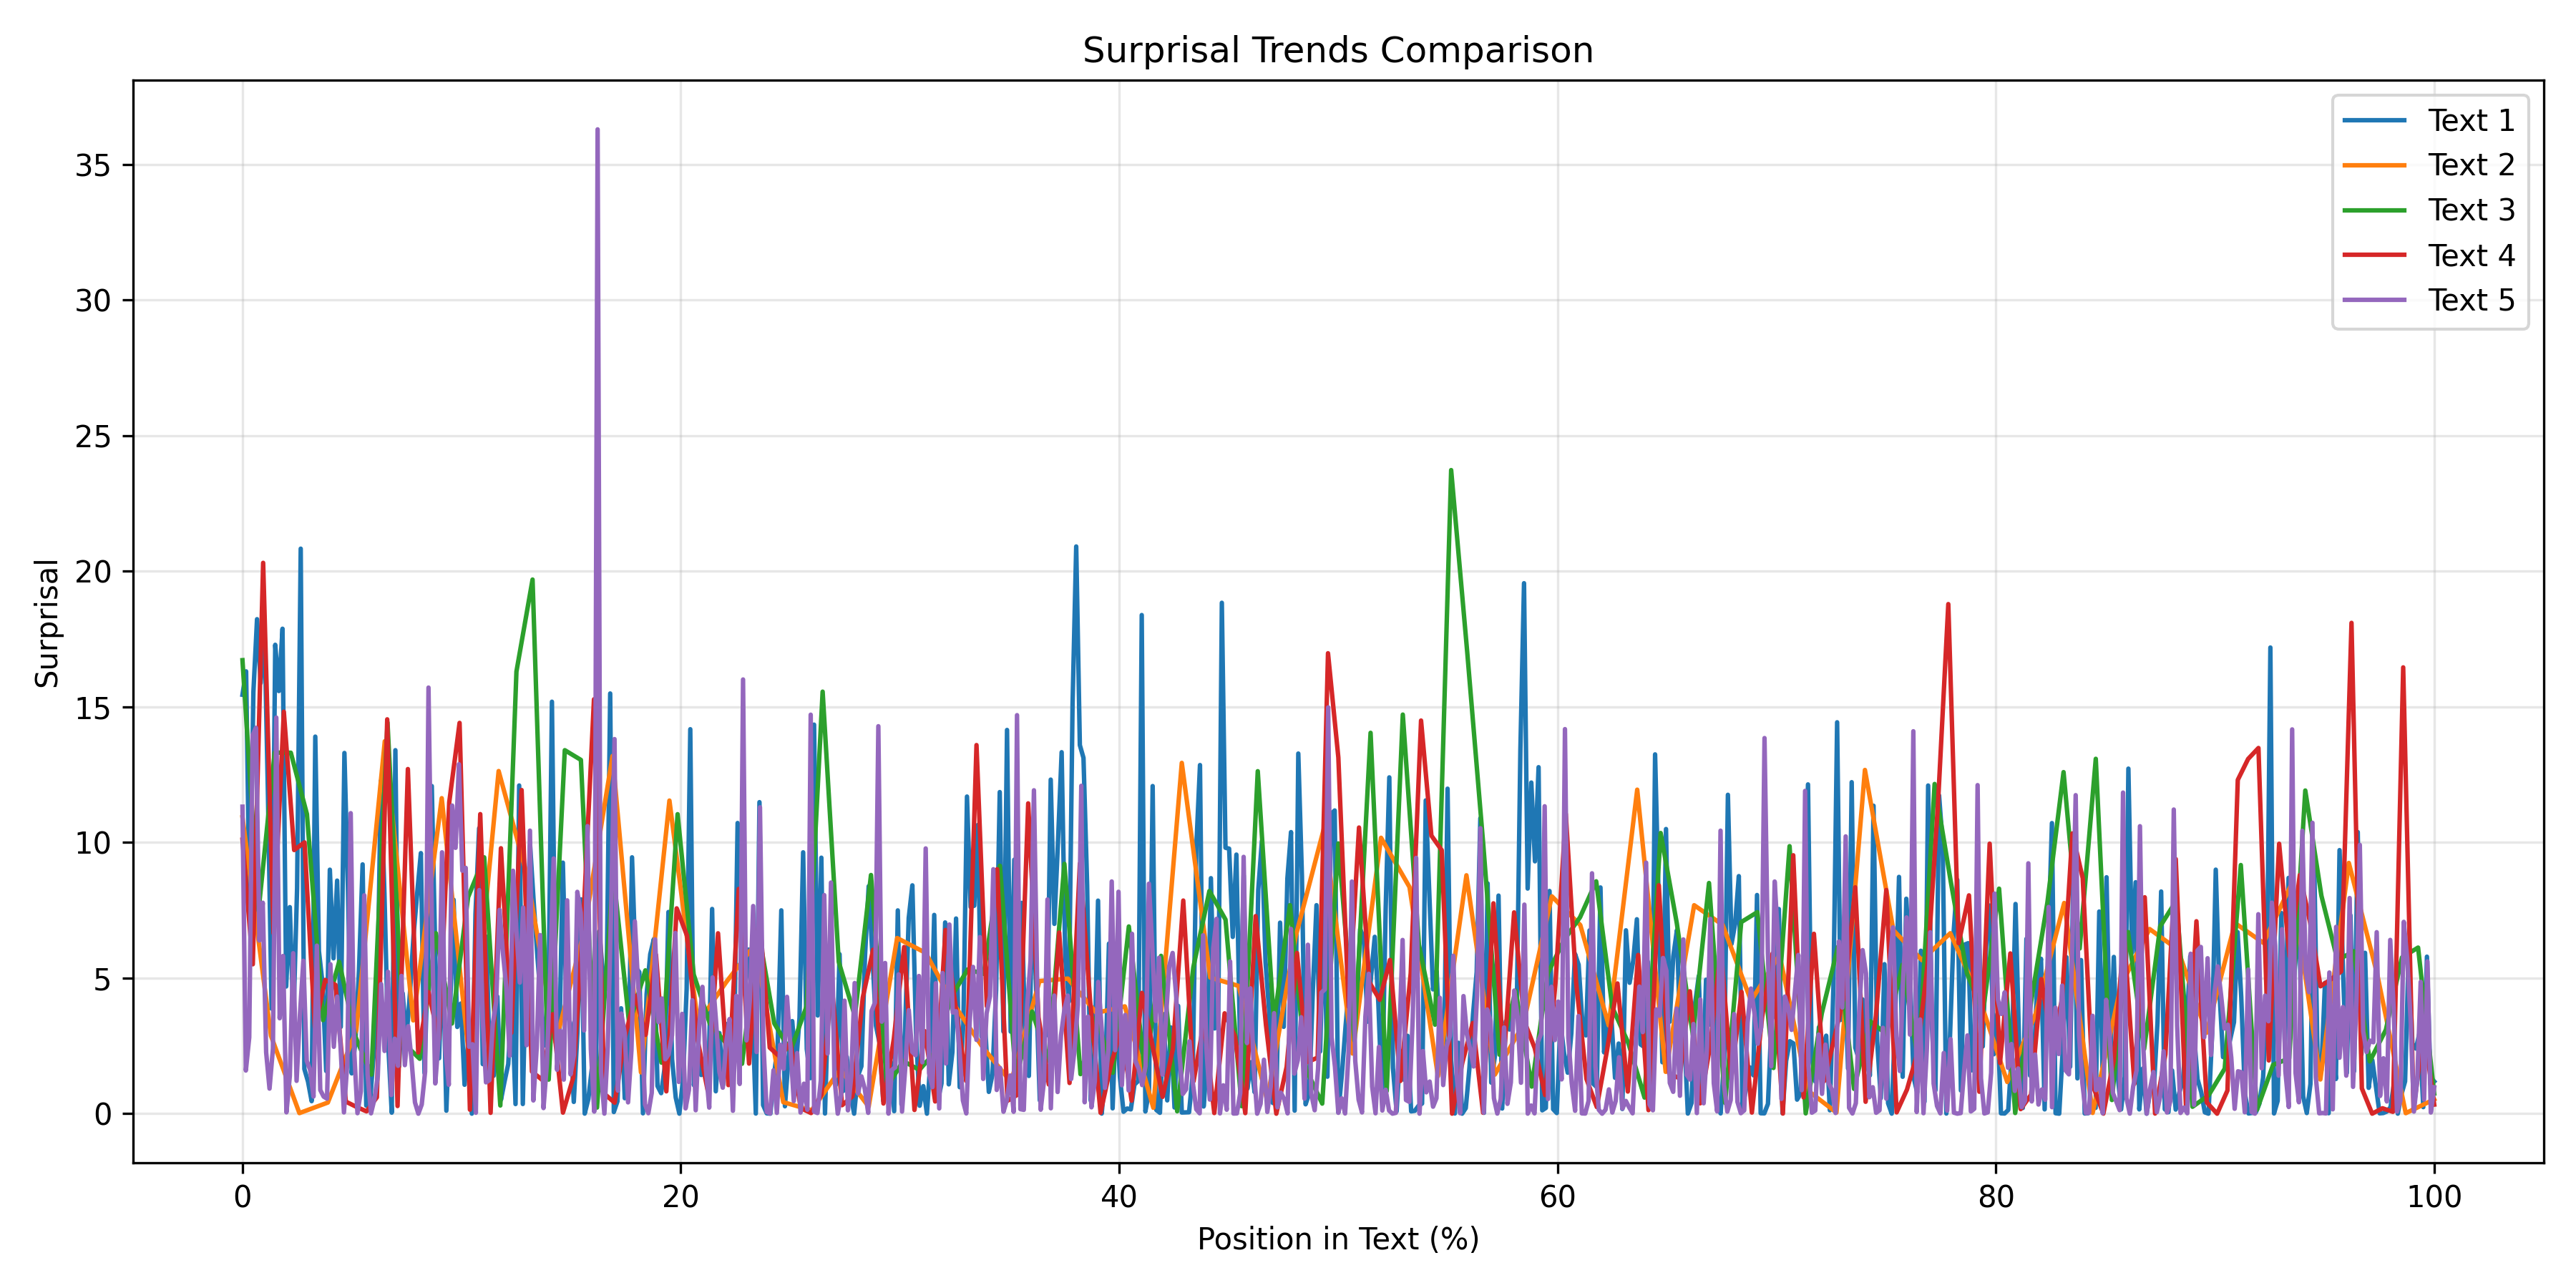 Surprisal Trends Comparison
Text 1
Text 2
Text 3
Text 4
Text 5
Surprisal
35
30
25
20
15
10
5
0
0 20 40 60 80 100
Position in Text (%)